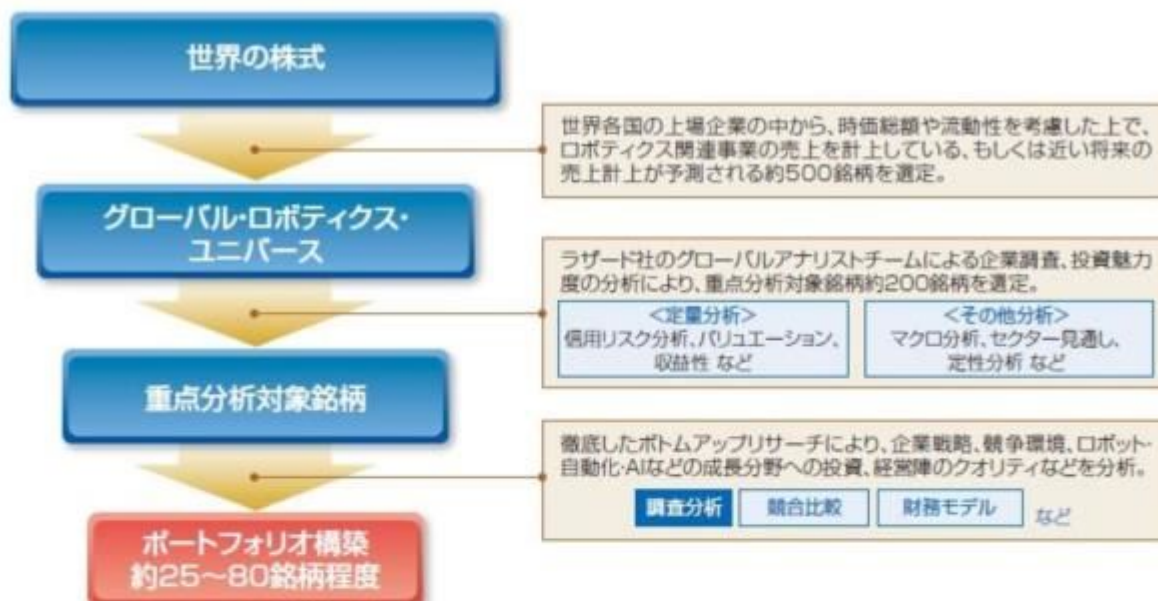 世界の株式
世界各国の上場企業の中から、時価総額や流動性を考慮した上で、
ロボティクス関連事業の売上を計上している、もしくは近い将来の
売上計上が予測される約500銘柄を選定。
グローバル・ロボティクス・
ユニバース
ラザード社のグローバルアナリストチームによる企業調査、投資魅力
度の分析により、重点分析対象銘柄約200銘柄を選定。
<定量分析>
信用リスク分析、バリュエーション、
収益性 など
<その他分析>
マクロ分析、セクター見通し、
定性分析 など
重点分析対象銘柄
徹底したボトムアップリサーチにより、企業戦略、競争環境、ロボット・
自動化・AIなどの成長分野への投資、経営陣のクオリティなどを分析。
調査分析
競合比較
財務モデル
など
ポートフォリオ構築
約25~80銘柄程度